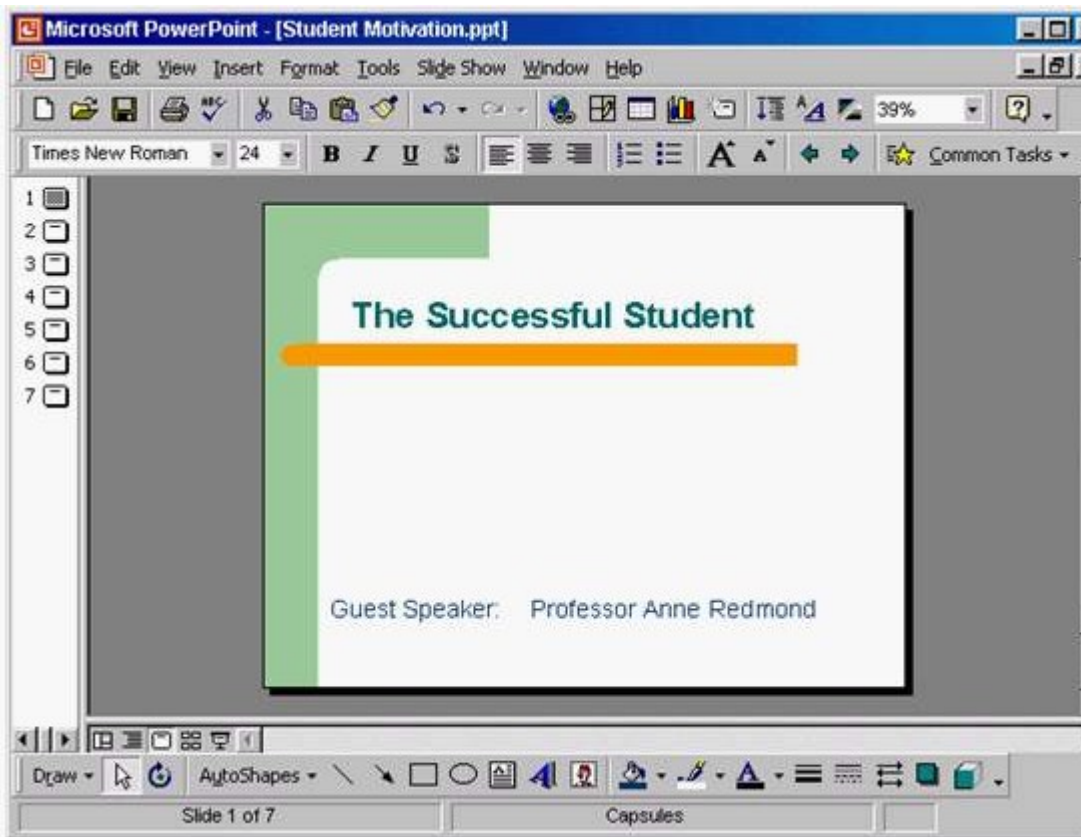 Microsoft PowerPoint - [Student Motivation.ppt]
File Edit View Insert Format Tools Slide Show Window Help
ABC A A 39% ?
Times New Roman 24 B I U S A A Common Tasks
1
2
3
4
5
6
7
The Successful Student
Guest Speaker: Professor Anne Redmond
Draw AutoShapes A A
Slide 1 of 7 Capsules